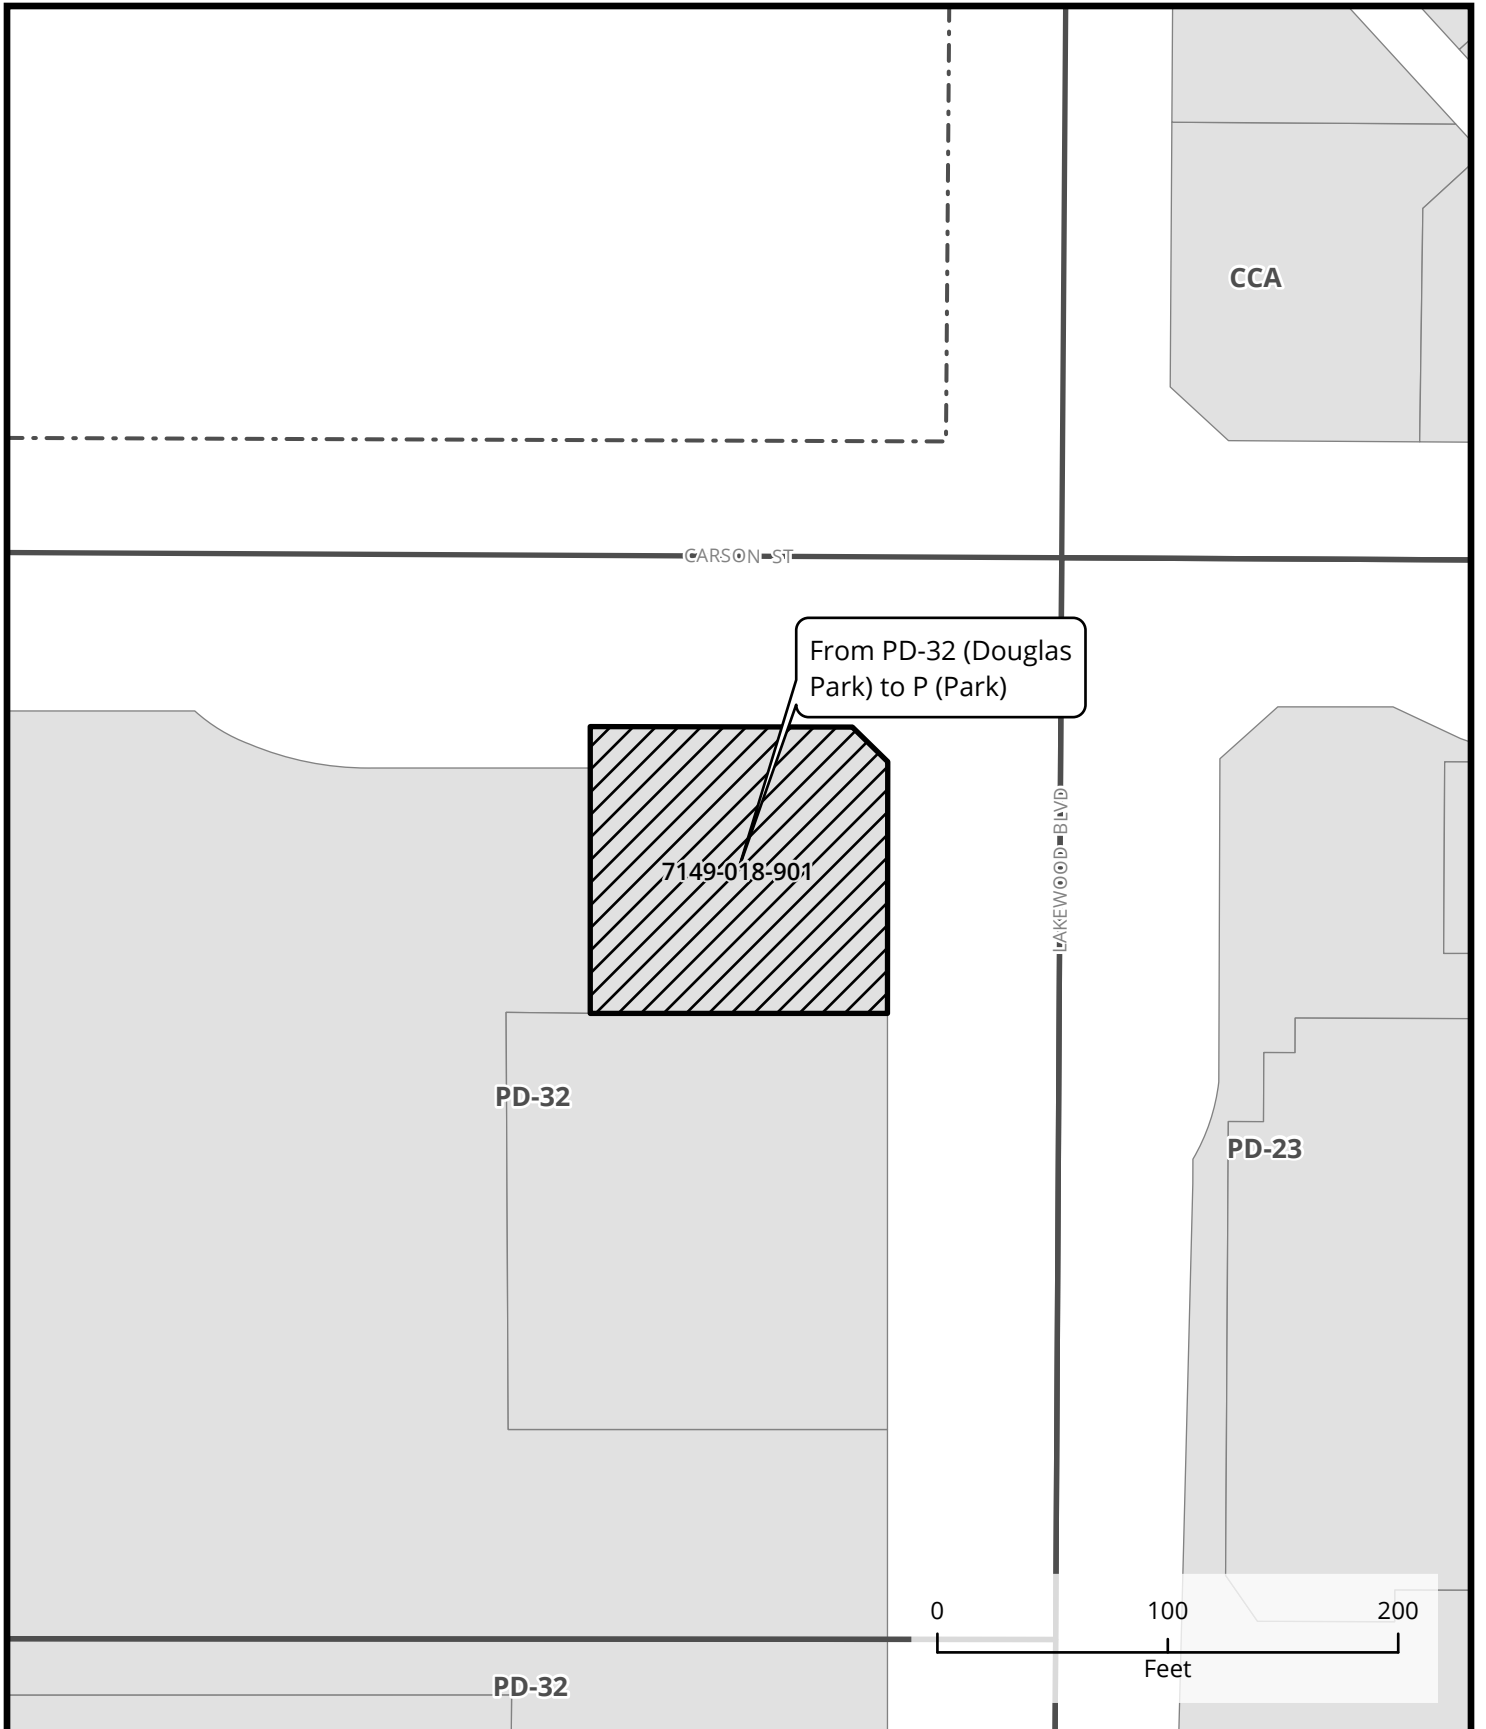 CCA
CARSON ST
From PD-32 (Douglas
Park) to P (Park)
LAKEWOOD BLVD
7149-018-901
PD-32
PD-23
0 100 200
Feet
PD-32